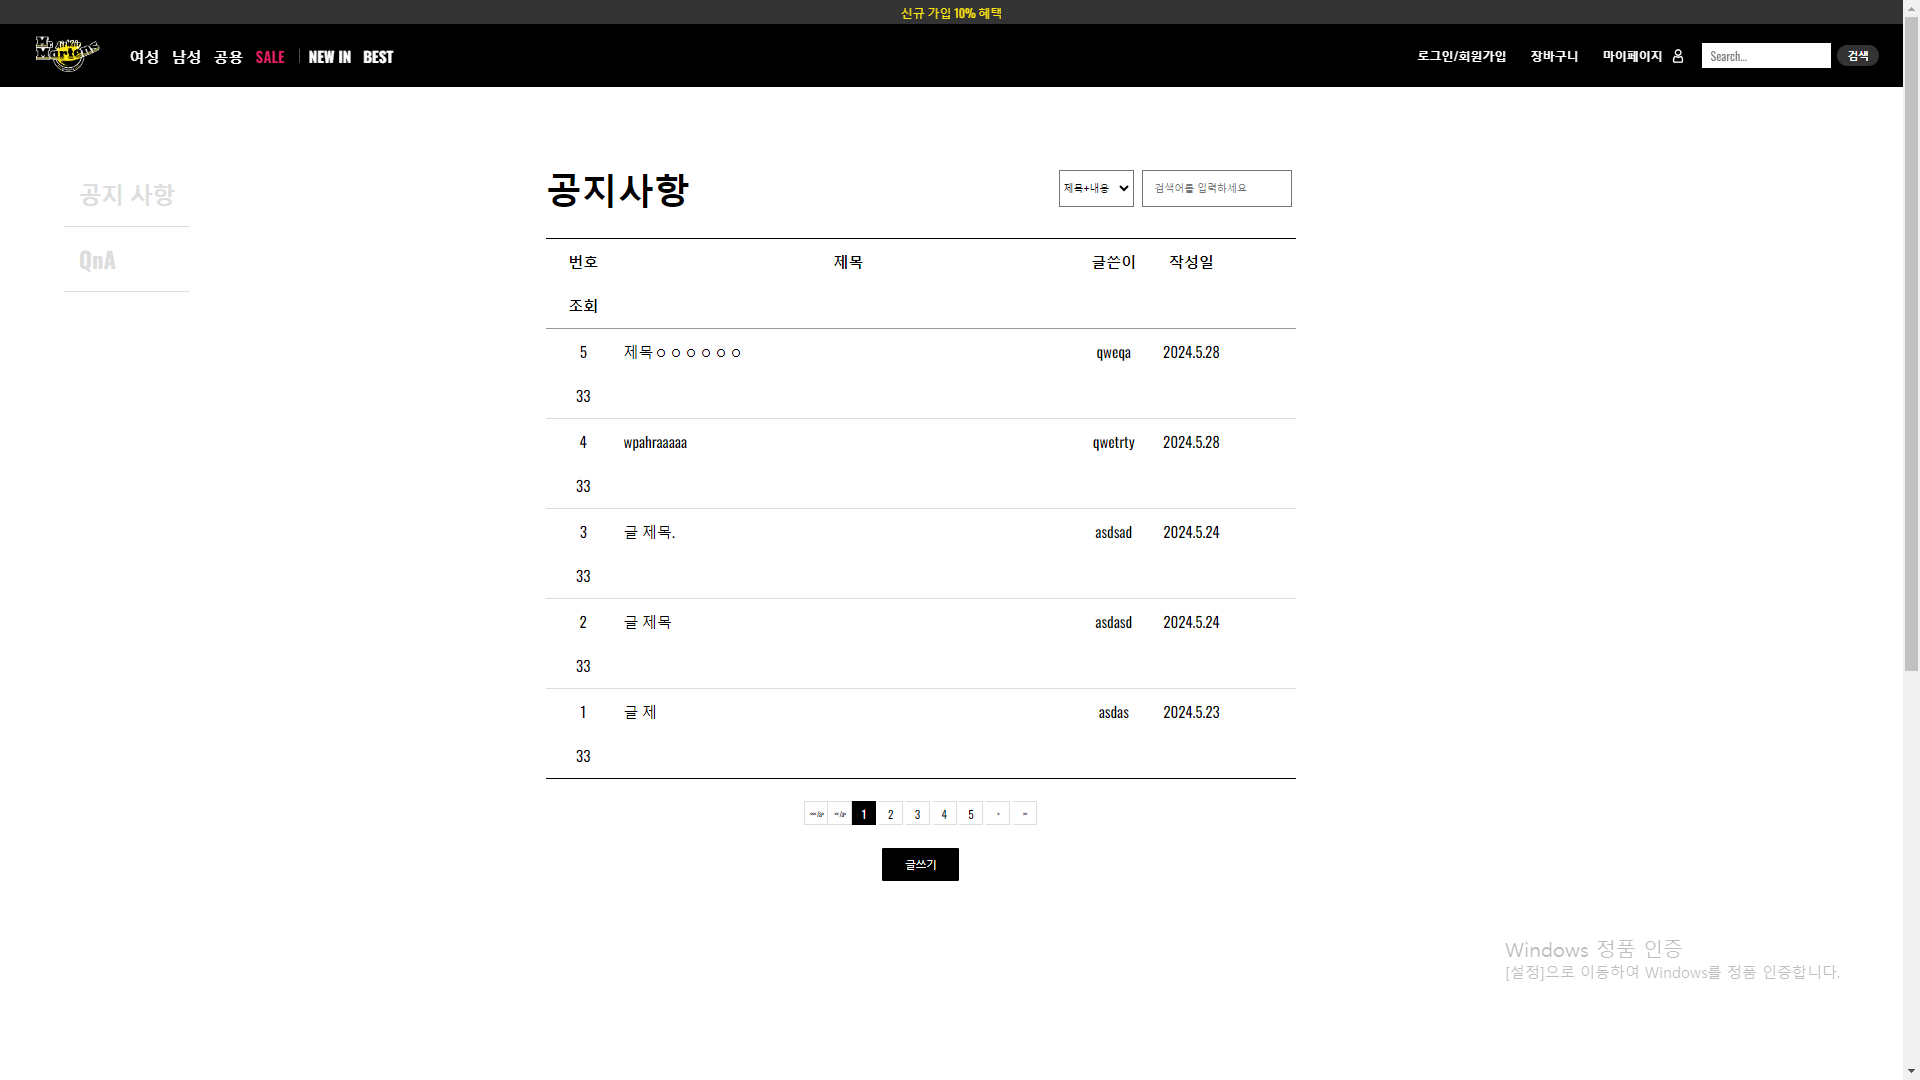 신규 가입 10% 혜택
Dr. Martens 여성 남성 공용 SALE | NEW IN BEST 로그인/회원가입 장바구니 마이페이지 Search... 검색
공지 사항
QnA
공지사항 제목+내용 검색어를 입력하세요
번호 제목 글쓴이 작성일
조회
5 제목ㅇㅇㅇㅇㅇㅇ qweqa 2024.5.28
33
4 wpahraaaaa qwetrty 2024.5.28
33
3 글 제목. asdsad 2024.5.24
33
2 글 제목 asdasd 2024.5.24
33
1 글 제 asdas 2024.5.23
33
1 2 3 4 5 > >>
글쓰기
Windows 정품 인증
[설정]으로 이동하여 Windows를 정품 인증합니다.